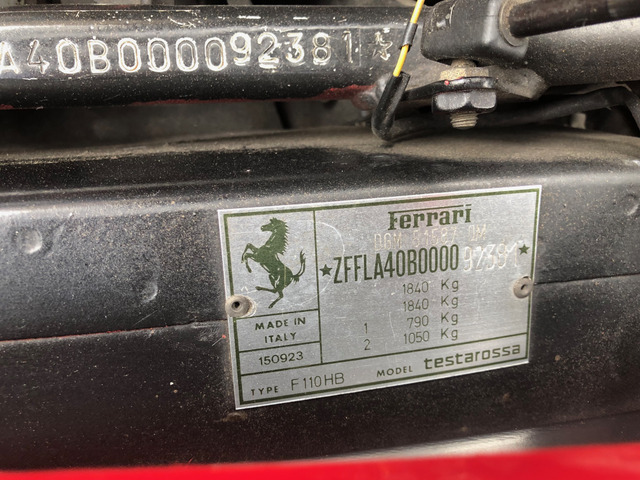 A40B000092381*
Ferrari
*ZFFLA40B000092381*
1840 Kg
1840 Kg
1 790 Kg
2 1050 Kg
MADE IN
ITALY
150923
TYPE F110HB MODEL testarossa